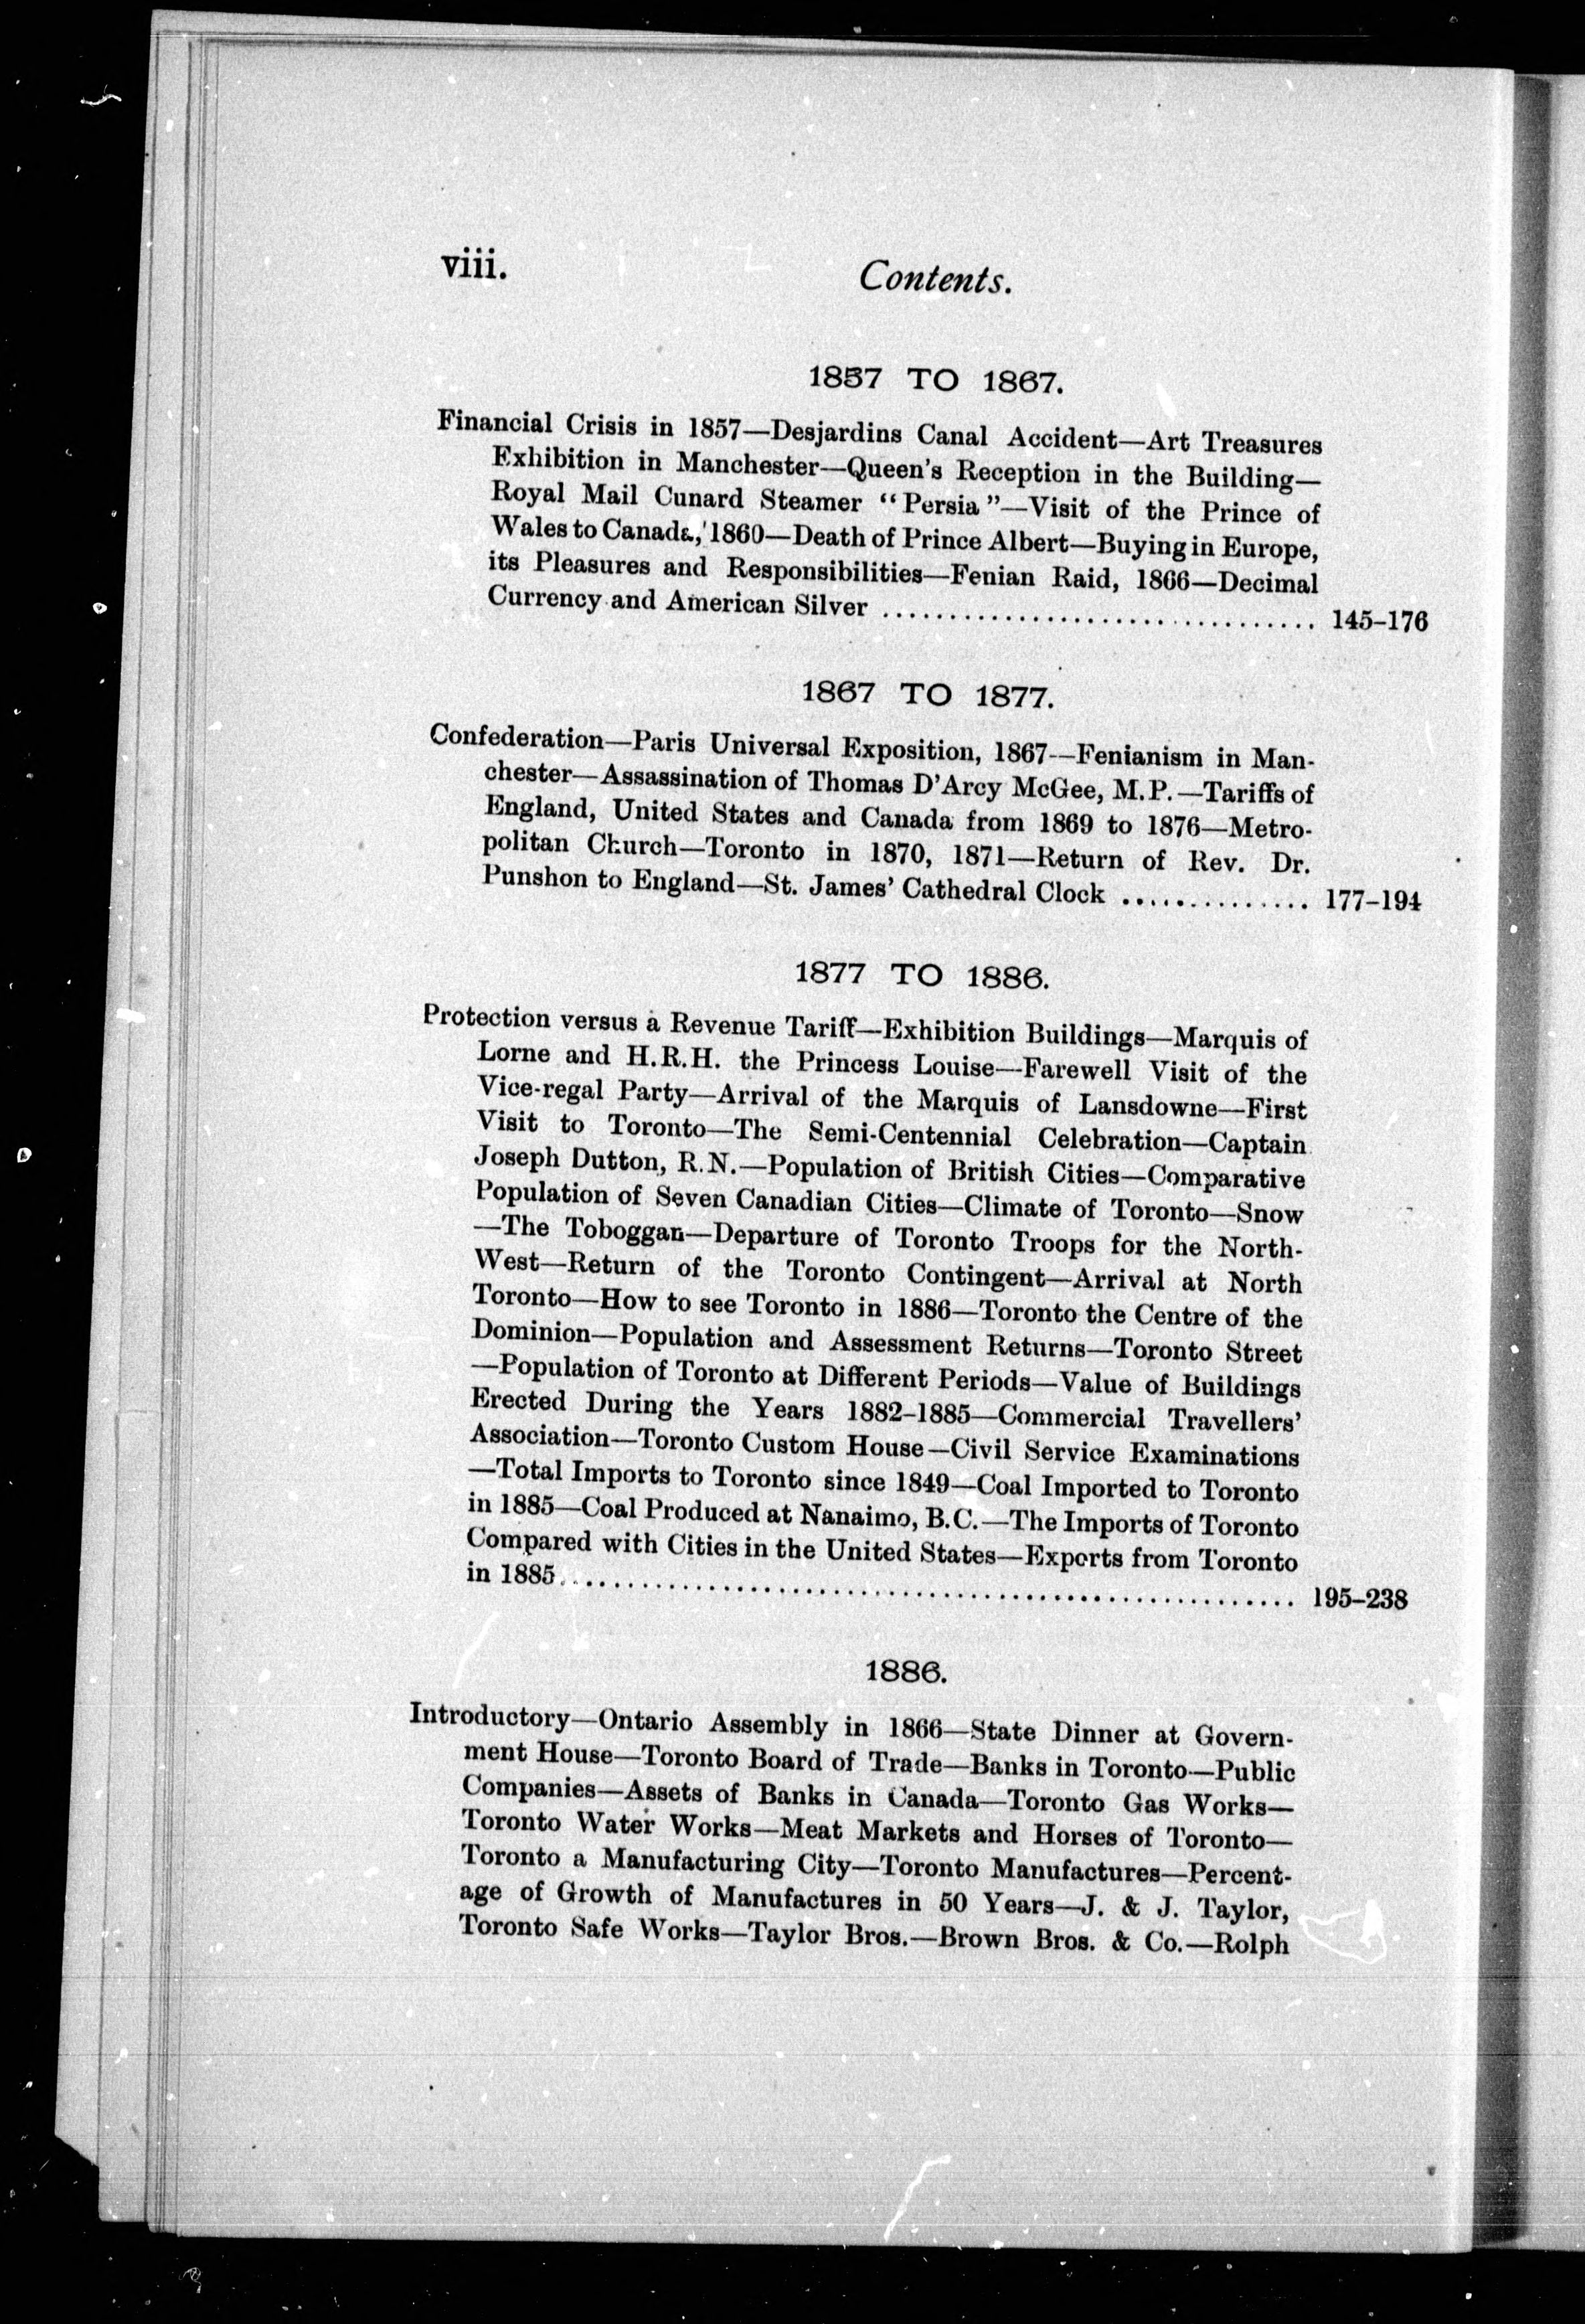 viii.
Contents.
1857 TO 1867.
Financial Crisis in 1857—Desjardins Canal Accident—Art Treasures
Exhibition in Manchester—Queen's Reception in the Building—
Royal Mail Cunard Steamer “Persia”—Visit of the Prince of
Wales to Canada, 1860—Death of Prince Albert—Buying in Europe,
its Pleasures and Responsibilities—Fenian Raid, 1866—Decimal
Currency and American Silver ................................. 145-176
1867 TO 1877.
Confederation—Paris Universal Exposition, 1867—Fenianism in Man-
chester—Assassination of Thomas D'Arcy McGee, M.P.—Tariffs of
England, United States and Canada from 1869 to 1876—Metro-
politan Church—Toronto in 1870, 1871—Return of Rev. Dr.
Punshon to England—St. James' Cathedral Clock .............. 177-194
1877 TO 1886.
Protection versus a Revenue Tariff—Exhibition Buildings—Marquis of
Lorne and H.R.H. the Princess Louise—Farewell Visit of the
Vice-regal Party—Arrival of the Marquis of Lansdowne—First
Visit to Toronto—The Semi-Centennial Celebration—Captain
Joseph Dutton, R.N.—Population of British Cities—Comparative
Population of Seven Canadian Cities—Climate of Toronto—Snow
—The Toboggan—Departure of Toronto Troops for the North-
West—Return of the Toronto Contingent—Arrival at North
Toronto—How to see Toronto in 1886—Toronto the Centre of the
Dominion—Population and Assessment Returns—Toronto Street
—Population of Toronto at Different Periods—Value of Buildings
Erected During the Years 1882-1885—Commercial Travellers'
Association—Toronto Custom House—Civil Service Examinations
—Total Imports to Toronto since 1849—Coal Imported to Toronto
in 1885—Coal Produced at Nanaimo, B.C.—The Imports of Toronto
Compared with Cities in the United States—Exports from Toronto
in 1885........................................................ 195-238
1886.
Introductory—Ontario Assembly in 1866—State Dinner at Govern-
ment House—Toronto Board of Trade—Banks in Toronto—Public
Companies—Assets of Banks in Canada—Toronto Gas Works—
Toronto Water Works—Meat Markets and Horses of Toronto—
Toronto a Manufacturing City—Toronto Manufactures—Percent-
age of Growth of Manufactures in 50 Years—J. & J. Taylor,
Toronto Safe Works—Taylor Bros.—Brown Bros. & Co.—Rolph